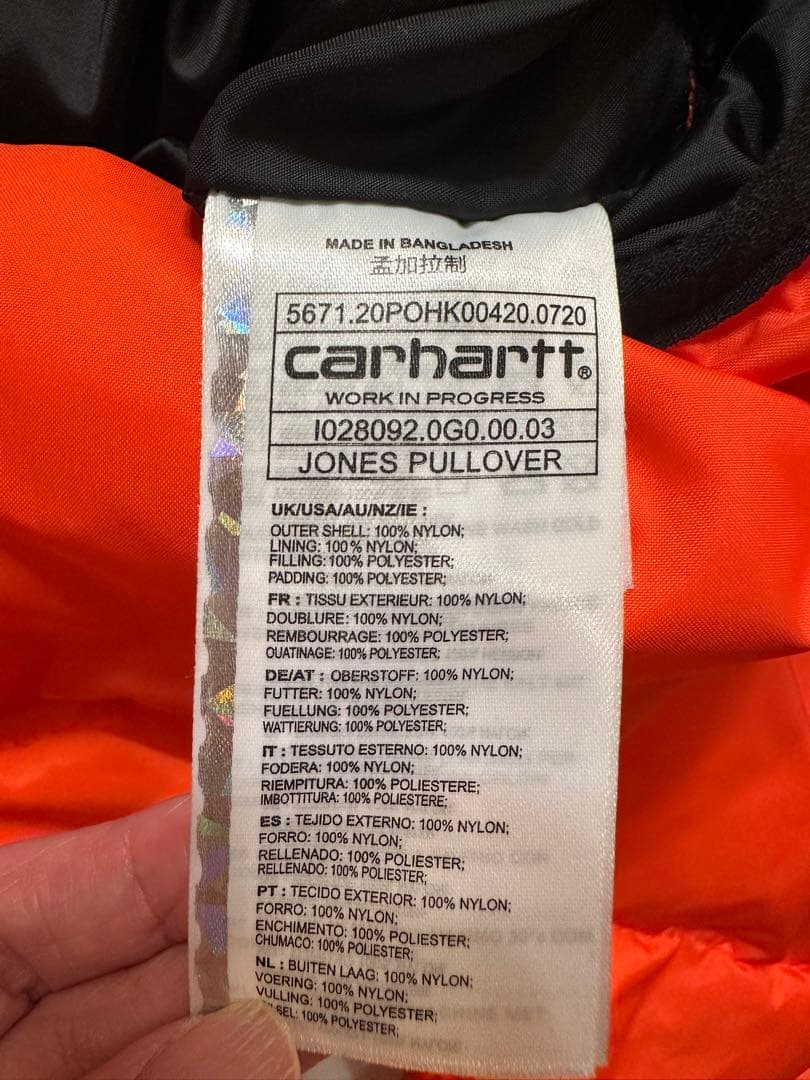 MADE IN BANGLADESH
孟加拉制
5671.20POHK00420.0720
carhartt®
WORK IN PROGRESS
I028092.0G0.00.03
JONES PULLOVER
UK/USA/AU/NZ/IE :
OUTER SHELL: 100% NYLON;
LINING: 100% NYLON;
FILLING: 100% POLYESTER;
PADDING: 100% POLYESTER;
FR : TISSU EXTERIEUR: 100% NYLON;
DOUBLURE: 100% NYLON;
REMBOURRAGE: 100% POLYESTER;
OUATINAGE: 100% POLYESTER;
DE/AT : OBERSTOFF: 100% NYLON;
FUTTER: 100% NYLON;
FUELLUNG: 100% POLYESTER;
WATTIERUNG: 100% POLYESTER;
IT : TESSUTO ESTERNO: 100% NYLON;
FODERA: 100% NYLON;
RIEMPITURA: 100% POLIESTERE;
IMBOTTITURA: 100% POLIESTERE;
ES : TEJIDO EXTERNO: 100% NYLON;
FORRO: 100% NYLON;
RELLENADO: 100% POLIESTER;
RELLENADO: 100% POLIESTER;
PT : TECIDO EXTERIOR: 100% NYLON;
FORRO: 100% NYLON;
ENCHIMENTO: 100% POLIESTER;
CHUMACO: 100% POLIESTER;
NL : BUITEN LAAG: 100% NYLON;
VOERING: 100% NYLON;
VULLING: 100% POLYESTER;
100% POLYESTER;